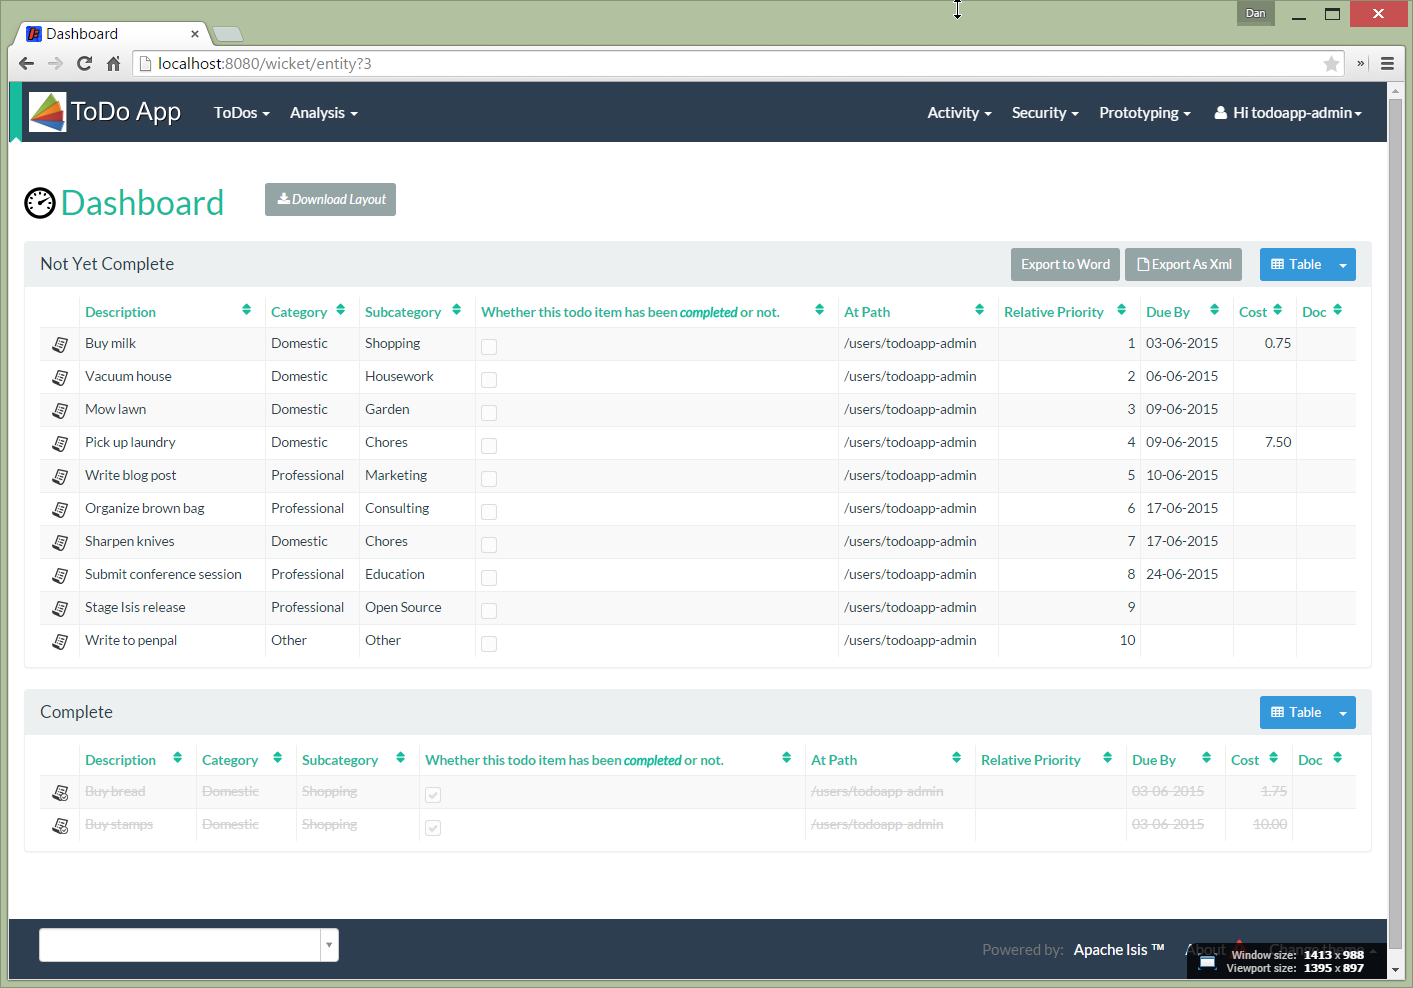 Dan
Dashboard
localhost:8080/wicket/entity?3
ToDo App ToDos Analysis Activity Security Prototyping Hi todoapp-admin
Dashboard Download Layout
Not Yet Complete Export to Word Export As Xml Table
Description Category Subcategory Whether this todo item has been completed or not. At Path Relative Priority Due By Cost Doc
Buy milk Domestic Shopping /users/todoapp-admin 1 03-06-2015 0.75
Vacuum house Domestic Housework /users/todoapp-admin 2 06-06-2015
Mow lawn Domestic Garden /users/todoapp-admin 3 09-06-2015
Pick up laundry Domestic Chores /users/todoapp-admin 4 09-06-2015 7.50
Write blog post Professional Marketing /users/todoapp-admin 5 10-06-2015
Organize brown bag Professional Consulting /users/todoapp-admin 6 17-06-2015
Sharpen knives Domestic Chores /users/todoapp-admin 7 17-06-2015
Submit conference session Professional Education /users/todoapp-admin 8 24-06-2015
Stage Isis release Professional Open Source /users/todoapp-admin 9
Write to penpal Other Other /users/todoapp-admin 10
Complete Table
Description Category Subcategory Whether this todo item has been completed or not. At Path Relative Priority Due By Cost Doc
Buy bread Domestic Shopping /users/todoapp-admin 03-06-2015 1.75
Buy stamps Domestic Shopping /users/todoapp-admin 03-06-2015 10.00
Powered by: Apache Isis ™ About Change theme
Window size: 1413 x 988
Viewport size: 1395 x 897